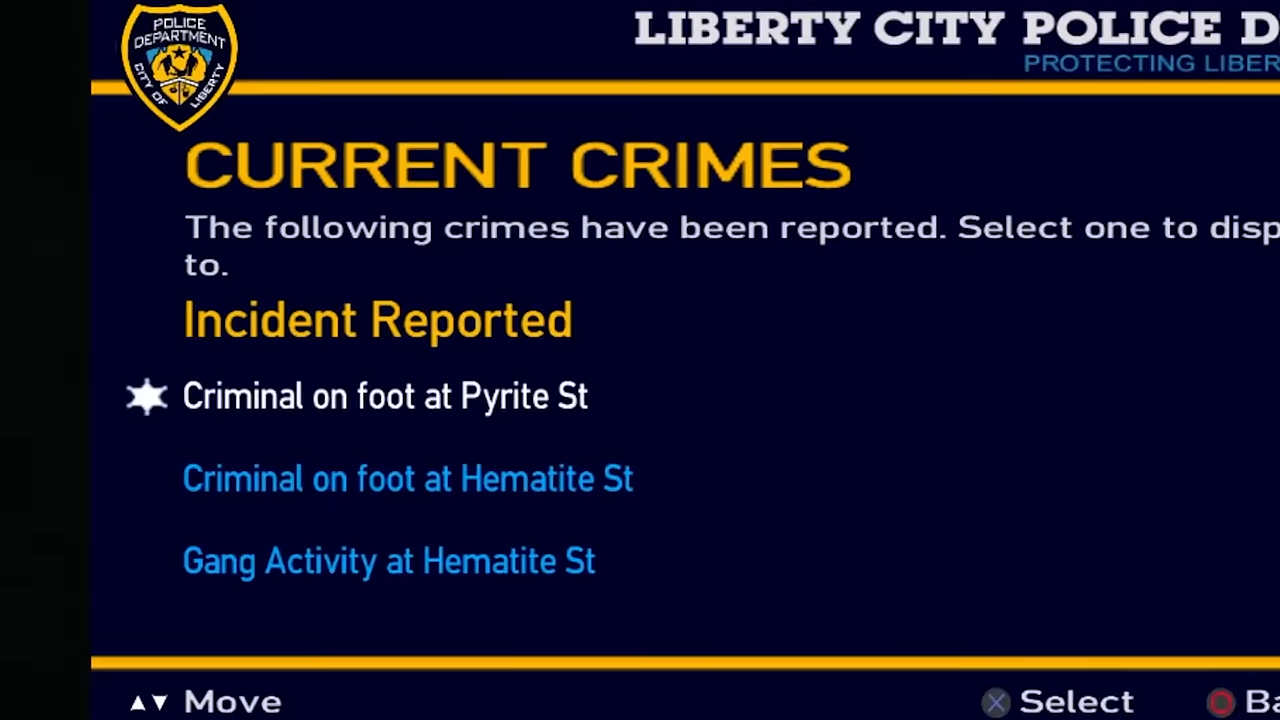 POLICE
DEPARTMENT
CITY OF LIBERTY
LIBERTY CITY POLICE D
PROTECTING LIBER
CURRENT CRIMES
The following crimes have been reported. Select one to disp
to.
Incident Reported
Criminal on foot at Pyrite St
Criminal on foot at Hematite St
Gang Activity at Hematite St
Move
Select
Ba